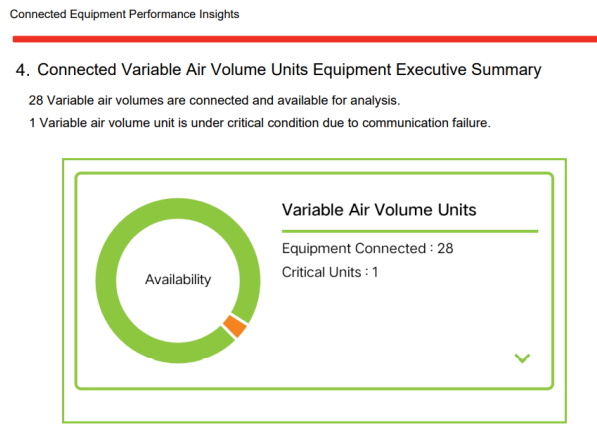 Connected Equipment Performance Insights
4. Connected Variable Air Volume Units Equipment Executive Summary
28 Variable air volumes are connected and available for analysis.
1 Variable air volume unit is under critical condition due to communication failure.
Availability
Variable Air Volume Units
Equipment Connected : 28
Critical Units : 1